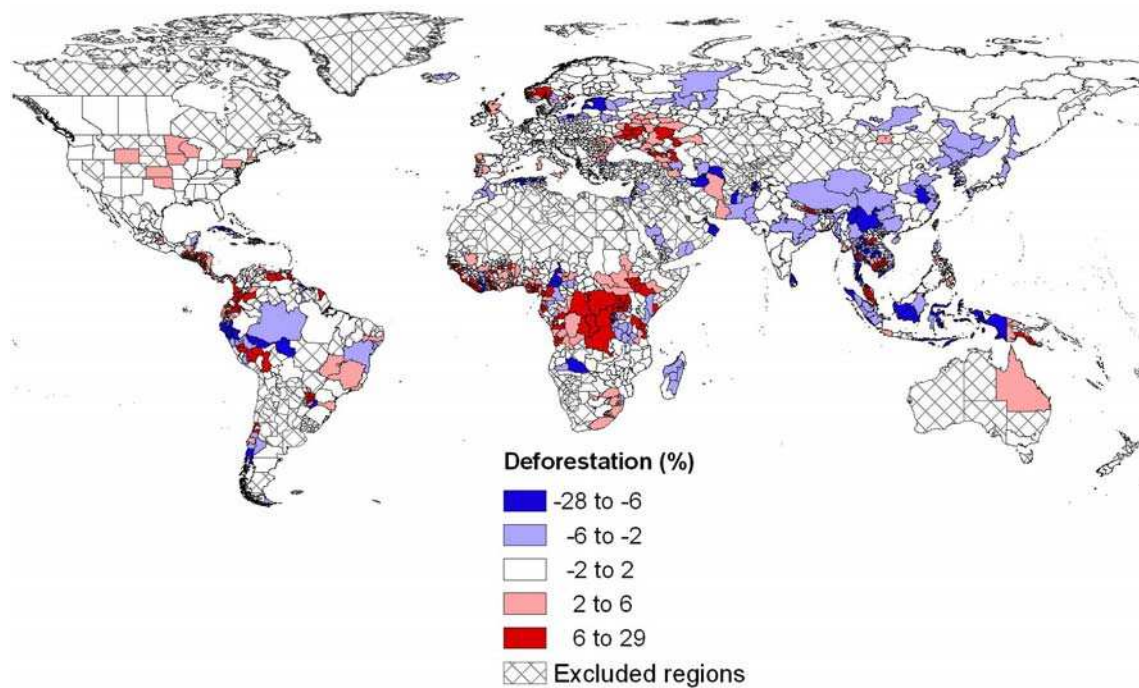 Deforestation (%)
-28 to -6
-6 to -2
-2 to 2
2 to 6
6 to 29
Excluded regions